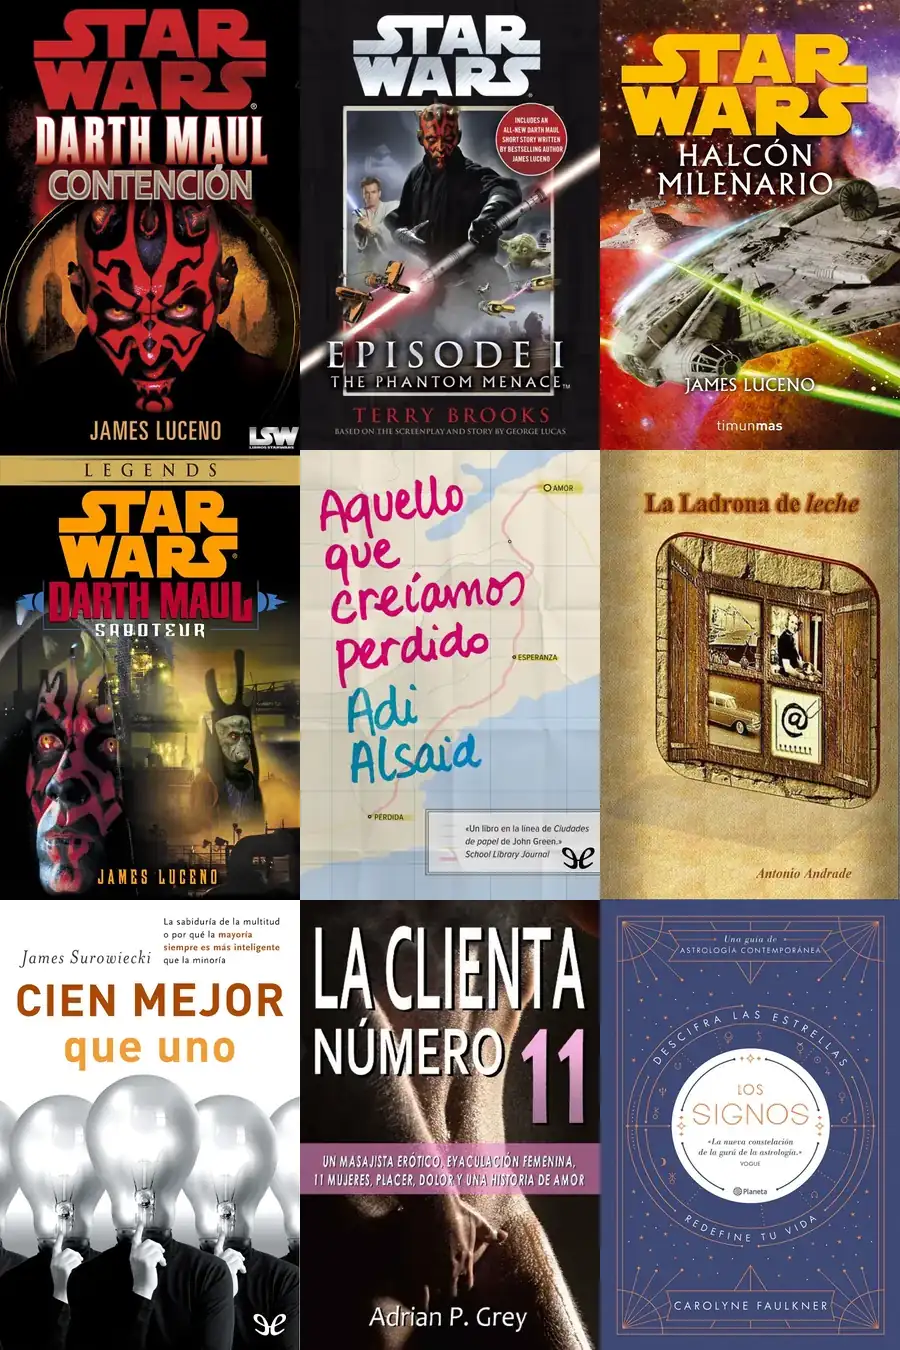 STAR
WARS
DARTH MAUL
CONTENCIÓN
JAMES LUCENO
LSW
LIBROS STARWARS
STAR
WARS
INCLUDES AN
ALL-NEW DARTH MAUL
SHORT STORY WRITTEN
BY BESTSELLING AUTHOR
JAMES LUCENO
EPISODE I
THE PHANTOM MENACE™
TERRY BROOKS
BASED ON THE SCREENPLAY AND STORY BY GEORGE LUCAS
STAR
WARS
HALCÓN
MILENARIO
JAMES LUCENO
timunmas
LEGENDS
STAR
WARS
DARTH MAUL
SABOTEUR
JAMES LUCENO
Aquello
que
creíamos
perdido
Adi
Alsaid
AMOR
ESPERANZA
PÉRDIDA
«Un libro en la línea de Ciudades
de papel de John Green.»
School Library Journal
La Ladrona de leche
@
Antonio Andrade
La sabiduría de la multitud
o por qué la mayoría
siempre es más inteligente
que la minoría
James Surowiecki
CIEN MEJOR
que uno
LA CLIENTA
NÚMERO 11
UN MASAJISTA ERÓTICO, EYACULACIÓN FEMENINA,
11 MUJERES, PLACER, DOLOR Y UNA HISTORIA DE AMOR
Adrian P. Grey
Una guía de
ASTROLOGÍA CONTEMPORÁNEA
DESCIFRA LAS ESTRELLAS
LOS
SIGNOS
«La nueva constelación
de la gurú de la astrología.»
VOGUE
Planeta
REDEFINE TU VIDA
CAROLYNE FAULKNER